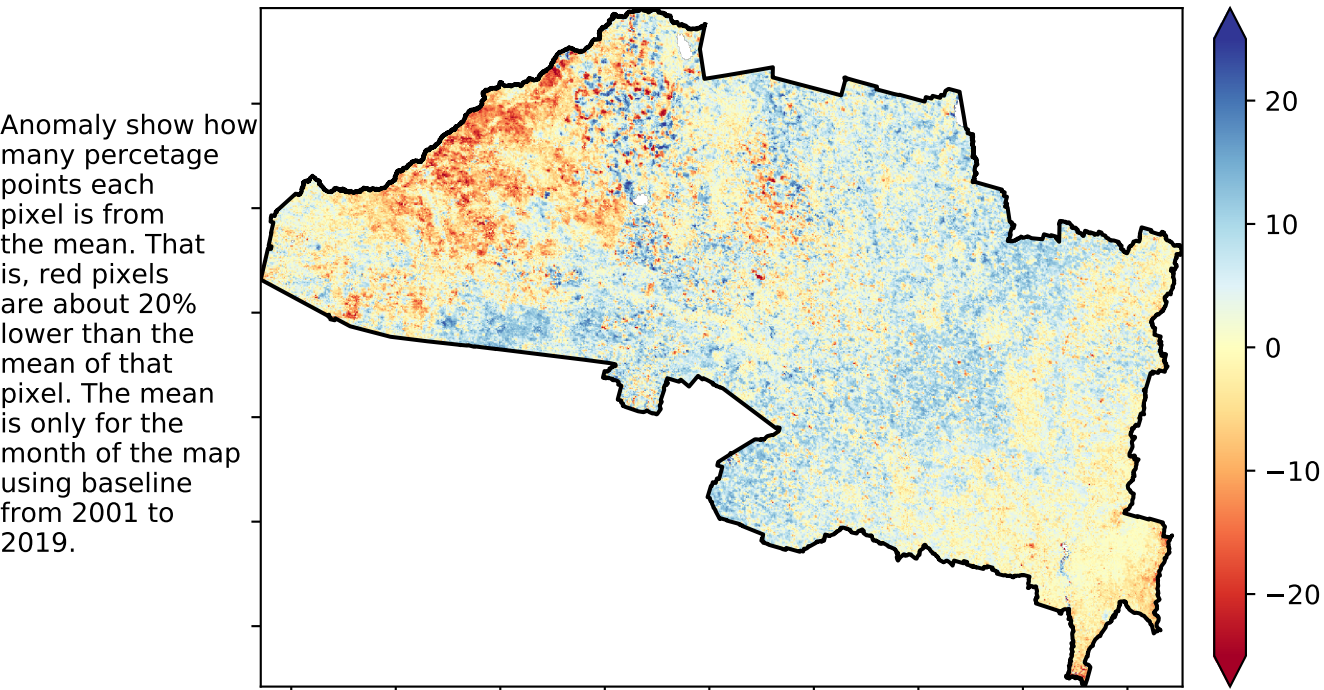 Anomaly show how
many percetage
points each
pixel is from
the mean. That
is, red pixels
are about 20%
lower than the
mean of that
pixel. The mean
is only for the
month of the map
using baseline
from 2001 to
2019.
20
10
0
−10
−20